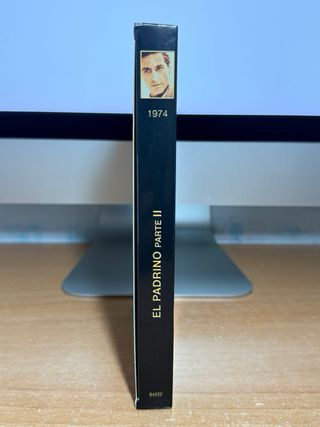 1974
EL PADRINO PARTE II